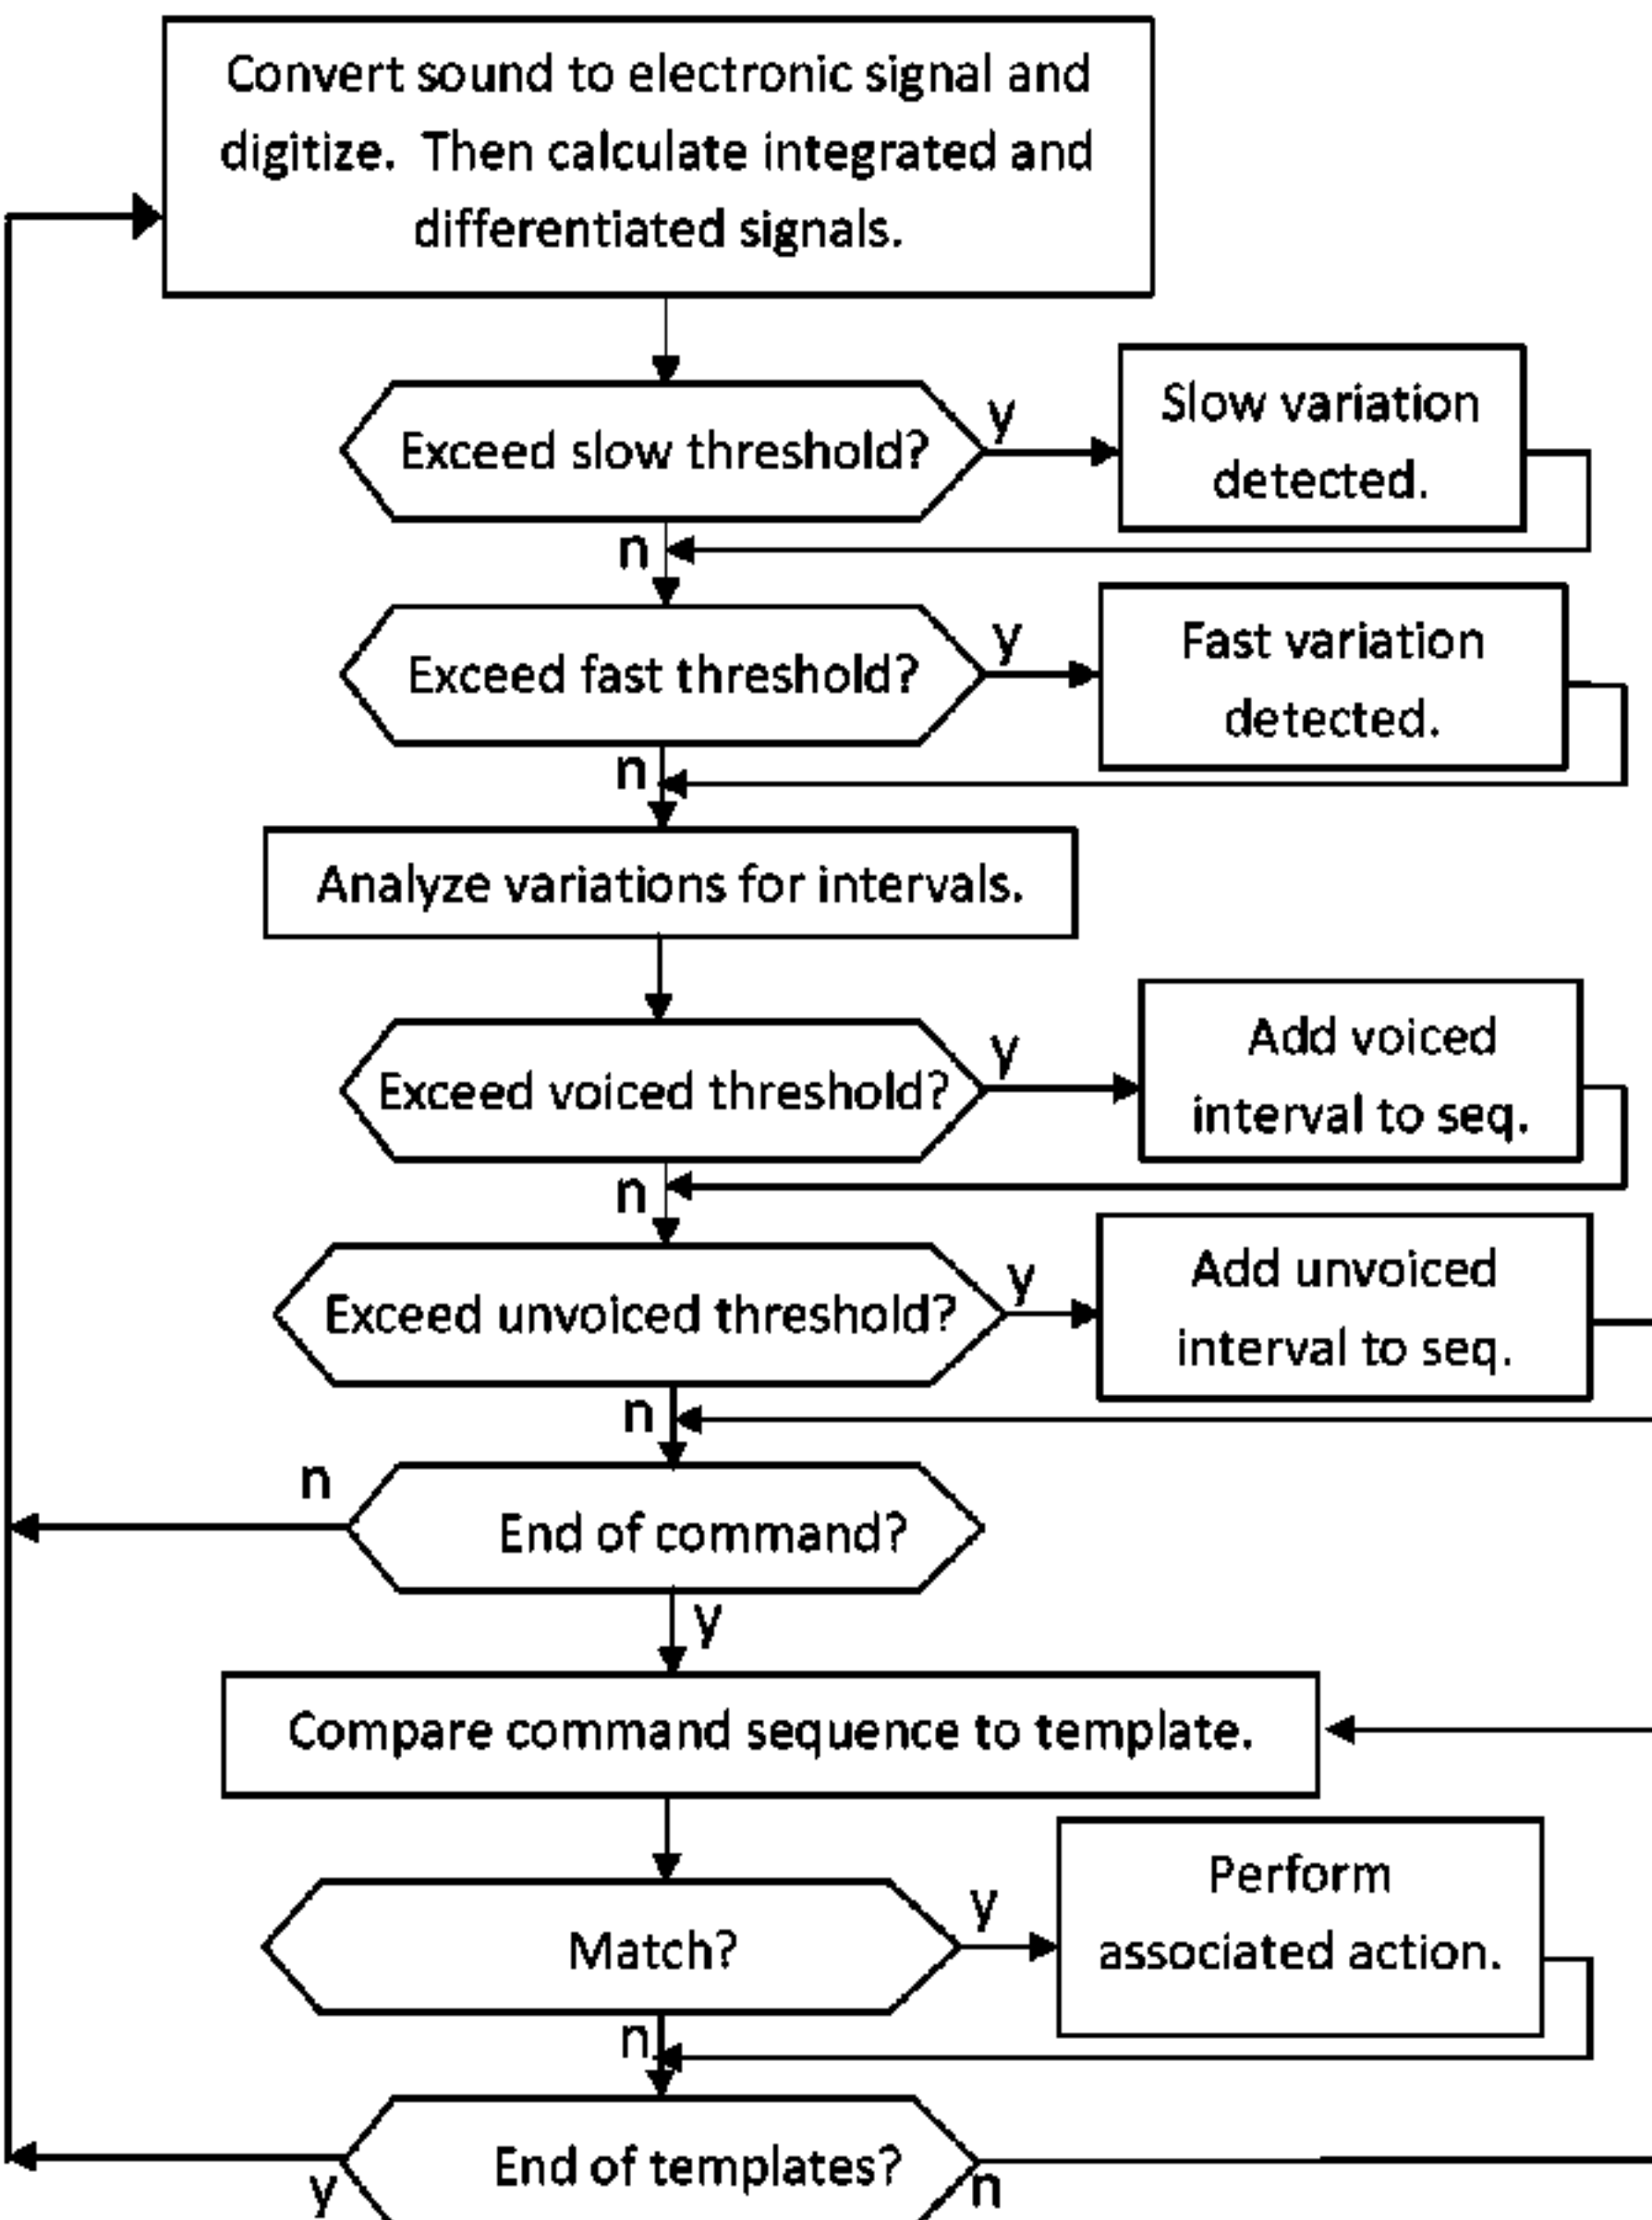 Convert sound to electronic signal and
digitize.  Then calculate integrated and
differentiated signals.
Exceed slow threshold?
y
Slow variation
detected.
n
Exceed fast threshold?
y
Fast variation
detected.
n
Analyze variations for intervals.
Exceed voiced threshold?
y
Add voiced
interval to seq.
n
Exceed unvoiced threshold?
y
Add unvoiced
interval to seq.
n
n
End of command?
y
Compare command sequence to template.
Match?
y
Perform
associated action.
n
End of templates?
y
n